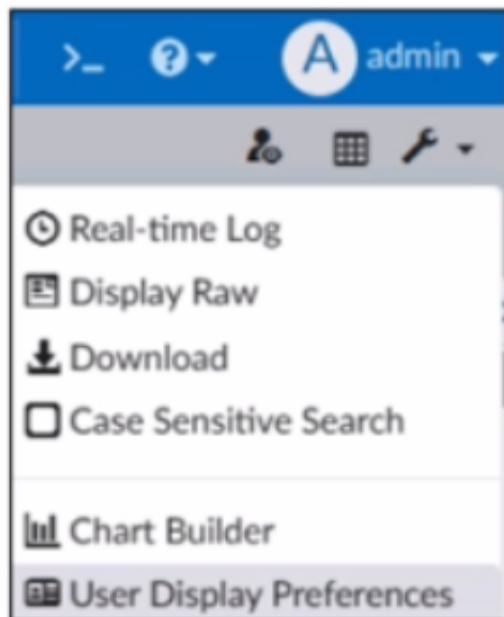 >_ ? A admin
Real-time Log
Display Raw
Download
Case Sensitive Search
Chart Builder
User Display Preferences